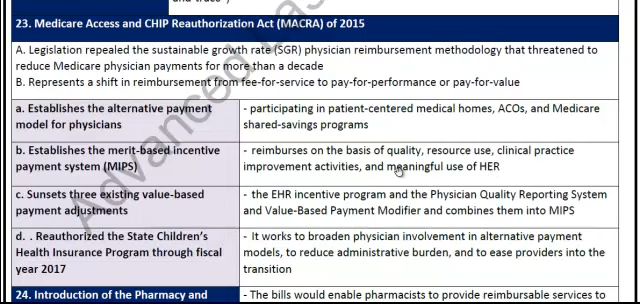 and trace")
23. Medicare Access and CHIP Reauthorization Act (MACRA) of 2015
A. Legislation repealed the sustainable growth rate (SGR) physician reimbursement methodology that threatened to
reduce Medicare physician payments for more than a decade
B. Represents a shift in reimbursement from fee-for-service to pay-for-performance or pay-for-value
a. Establishes the alternative payment
model for physicians
- participating in patient-centered medical homes, ACOs, and Medicare
shared-savings programs
b. Establishes the merit-based incentive
payment system (MIPS)
- reimburses on the basis of quality, resource use, clinical practice
improvement activities, and meaningful use of HER
c. Sunsets three existing value-based
payment adjustments
- the EHR incentive program and the Physician Quality Reporting System
and Value-Based Payment Modifier and combines them into MIPS
d. . Reauthorized the State Children's
Health Insurance Program through fiscal
year 2017
- It works to broaden physician involvement in alternative payment
models, to reduce administrative burden, and to ease providers into the
transition
24. Introduction of the Pharmacy and
- The bills would enable pharmacists to provide reimbursable services to
Advanced